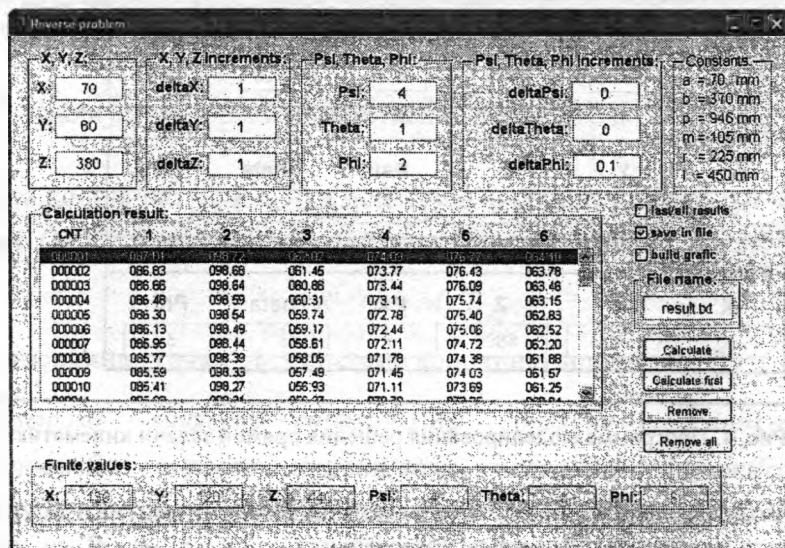 Reverse problem
X, Y, Z: X, Y, Z increments: Psi, Theta, Phi: Psi, Theta, Phi increments: Constants:
X: 70 deltaX: 1 Psi: 4 deltaPsi: 0
Y: 60 deltaY: 1 Theta: 1 deltaTheta: 0
Z: 380 deltaZ: 1 Phi: 2 deltaPhi: 0.1
a = 70 mm
b = 370 mm
p = 946 mm
m = 105 mm
r = 225 mm
l = 450 mm
Calculation result:
CNT 1 2 3 4 5 6
000001
000002 086.83 098.68 061.45 073.77 076.43 063.78
000003 086.66 098.64 060.88 073.44 076.09 063.46
000004 086.48 098.59 060.31 073.11 075.74 063.15
000005 086.30 098.54 059.74 072.78 075.40 062.83
000006 086.13 098.49 059.17 072.44 075.06 062.52
000007 085.95 098.44 058.61 072.11 074.72 062.20
000008 085.77 098.39 058.05 071.78 074.38 061.88
000009 085.59 098.33 057.49 071.45 074.03 061.57
000010 085.41 098.27 056.93 071.11 073.69 061.25
last/all results
save in file
build grafic
File name:
result.txt
Calculate
Calculate first
Remove
Remove all
Finite values:
X: Y: Z: Psi: Theta: Phi: